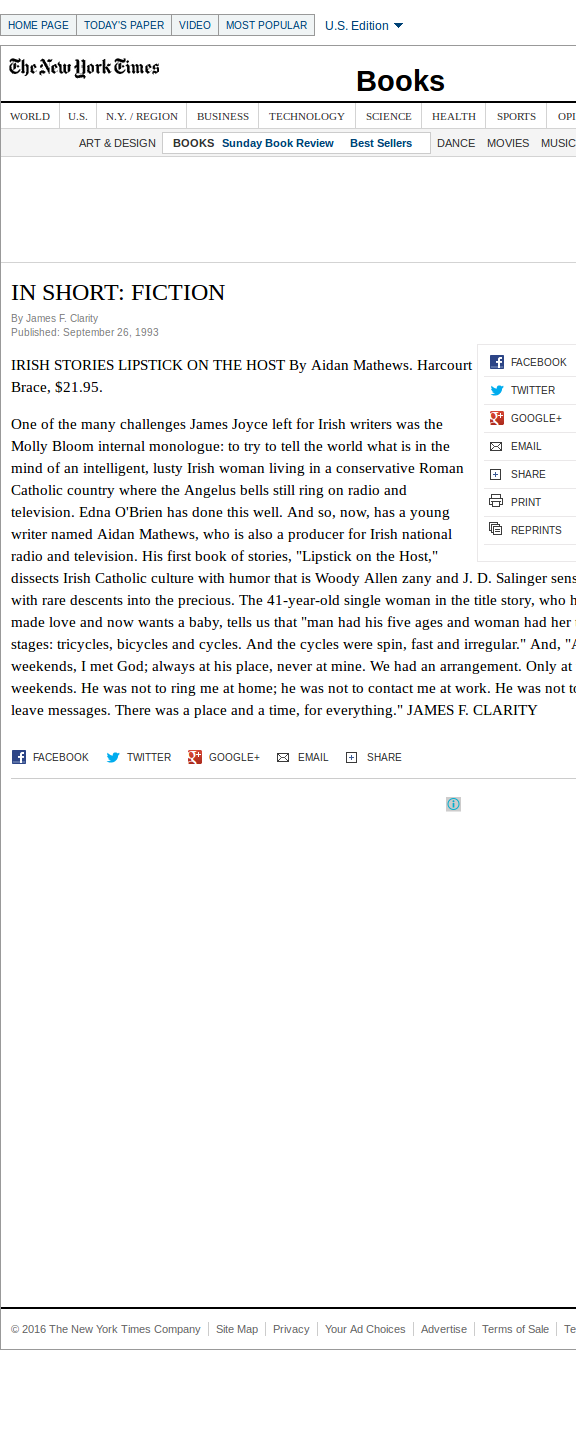 HOME PAGE TODAY'S PAPER VIDEO MOST POPULAR U.S. Edition
The New York Times
Books
WORLD U.S. N.Y. / REGION BUSINESS TECHNOLOGY SCIENCE HEALTH SPORTS OPI
ART & DESIGN BOOKS Sunday Book Review Best Sellers DANCE MOVIES MUSIC
IN SHORT: FICTION
By James F. Clarity
Published: September 26, 1993
IRISH STORIES LIPSTICK ON THE HOST By Aidan Mathews. Harcourt
Brace, $21.95.
One of the many challenges James Joyce left for Irish writers was the
Molly Bloom internal monologue: to try to tell the world what is in the
mind of an intelligent, lusty Irish woman living in a conservative Roman
Catholic country where the Angelus bells still ring on radio and
television. Edna O'Brien has done this well. And so, now, has a young
writer named Aidan Mathews, who is also a producer for Irish national
radio and television. His first book of stories, "Lipstick on the Host,"
dissects Irish Catholic culture with humor that is Woody Allen zany and J. D. Salinger sens
with rare descents into the precious. The 41-year-old single woman in the title story, who h
made love and now wants a baby, tells us that "man had his five ages and woman had her
stages: tricycles, bicycles and cycles. And the cycles were spin, fast and irregular." And, "A
weekends, I met God; always at his place, never at mine. We had an arrangement. Only at
weekends. He was not to ring me at home; he was not to contact me at work. He was not to
leave messages. There was a place and a time, for everything." JAMES F. CLARITY
FACEBOOK
TWITTER
GOOGLE+
EMAIL
SHARE
PRINT
REPRINTS
FACEBOOK TWITTER GOOGLE+ EMAIL SHARE
© 2016 The New York Times Company Site Map Privacy Your Ad Choices Advertise Terms of Sale Te